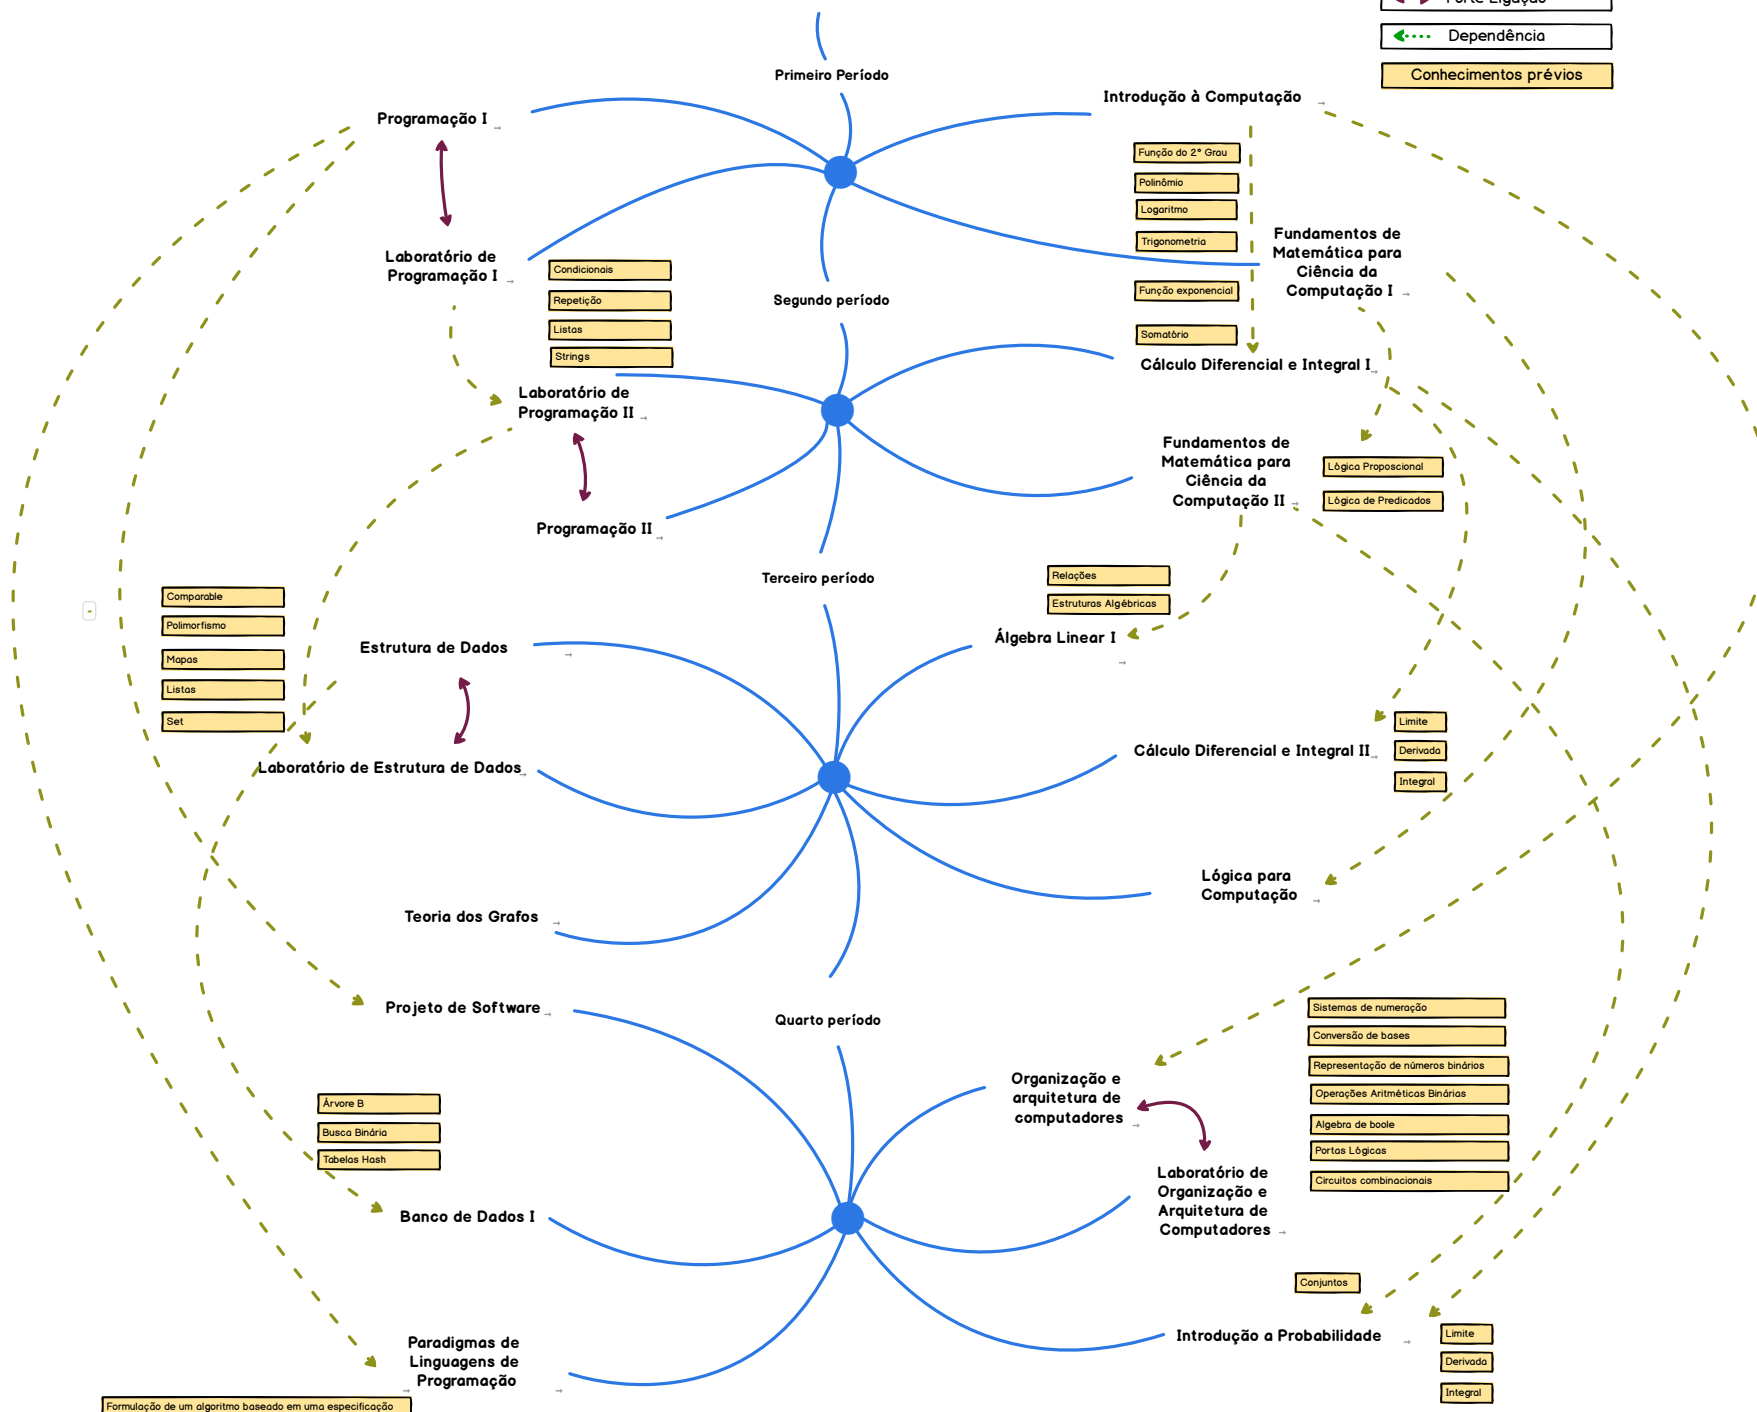 Forte Ligação
Dependência
Conhecimentos prévios
Primeiro Período
Introdução à Computação
Programação I
Função do 2° Grau
Polinômio
Logaritmo
Trigonometria
Função exponencial
Somatório
Fundamentos de
Matemática para
Ciência da
Computação I
Laboratório de
Programação I
Condicionais
Repetição
Listas
Strings
Segundo período
Cálculo Diferencial e Integral I
Laboratório de
Programação II
Fundamentos de
Matemática para
Ciência da
Computação II
Lógica Proposcional
Lógica de Predicados
Programação II
Terceiro período
Relações
Estruturas Algébricas
Álgebra Linear I
Comparable
Polimorfismo
Mapas
Listas
Set
Estrutura de Dados
Laboratório de Estrutura de Dados
Cálculo Diferencial e Integral II
Limite
Derivada
Integral
Lógica para
Computação
Teoria dos Grafos
Projeto de Software
Quarto período
Sistemas de numeração
Conversão de bases
Representação de números binários
Operações Aritméticas Binárias
Algebra de boole
Portas Lógicas
Circuitos combinacionais
Organização e
arquitetura de
computadores
Árvore B
Busca Binária
Tabelas Hash
Laboratório de
Organização e
Arquitetura de
Computadores
Banco de Dados I
Conjuntos
Introdução a Probabilidade
Limite
Derivada
Integral
Paradigmas de
Linguagens de
Programação
Formulação de um algoritmo baseado em uma especificação